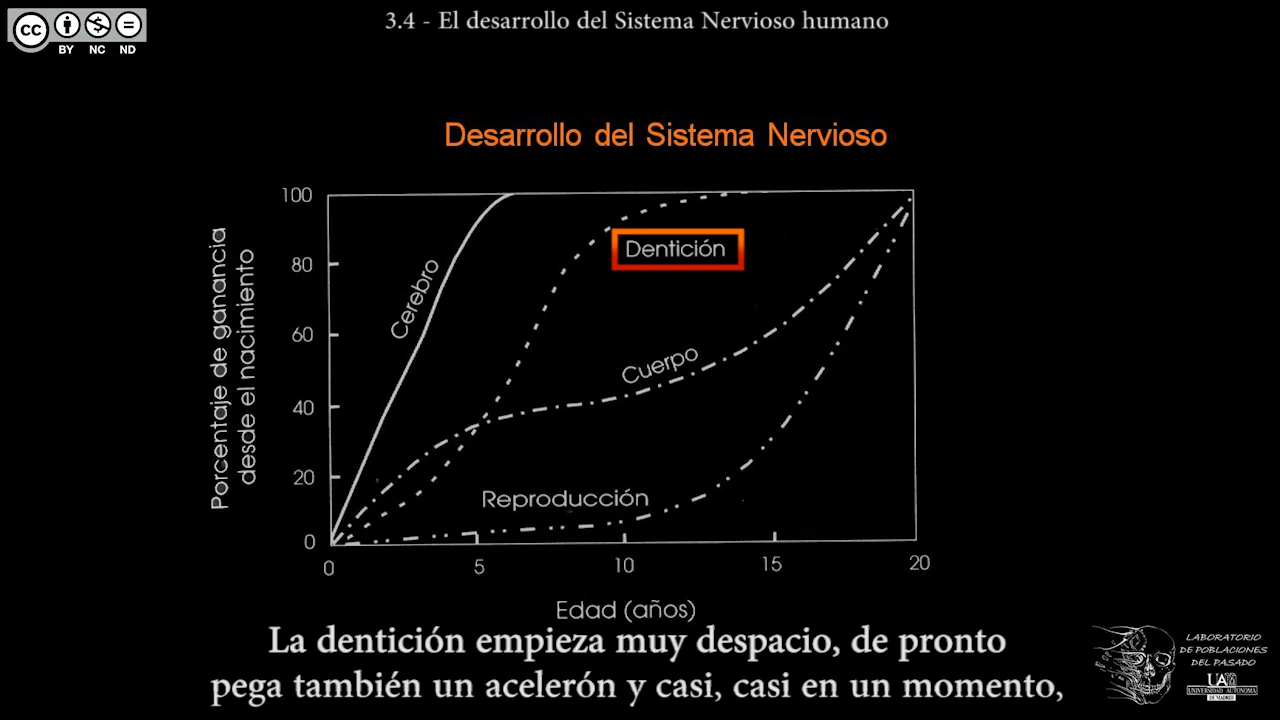 3.4 - El desarrollo del Sistema Nervioso humano
cc
BY NC ND
Desarrollo del Sistema Nervioso
Porcentaje de ganancia
desde el nacimiento
100
80
60
40
20
0
Cerebro
Dentición
Cuerpo
Reproducción
0 5 10 15 20
Edad (años)
La dentición empieza muy despacio, de pronto
pega también un acelerón y casi, casi en un momento,
LABORATORIO
DE POBLACIONES
DEL PASADO
UAM
UNIVERSIDAD AUTONOMA
DE MADRID